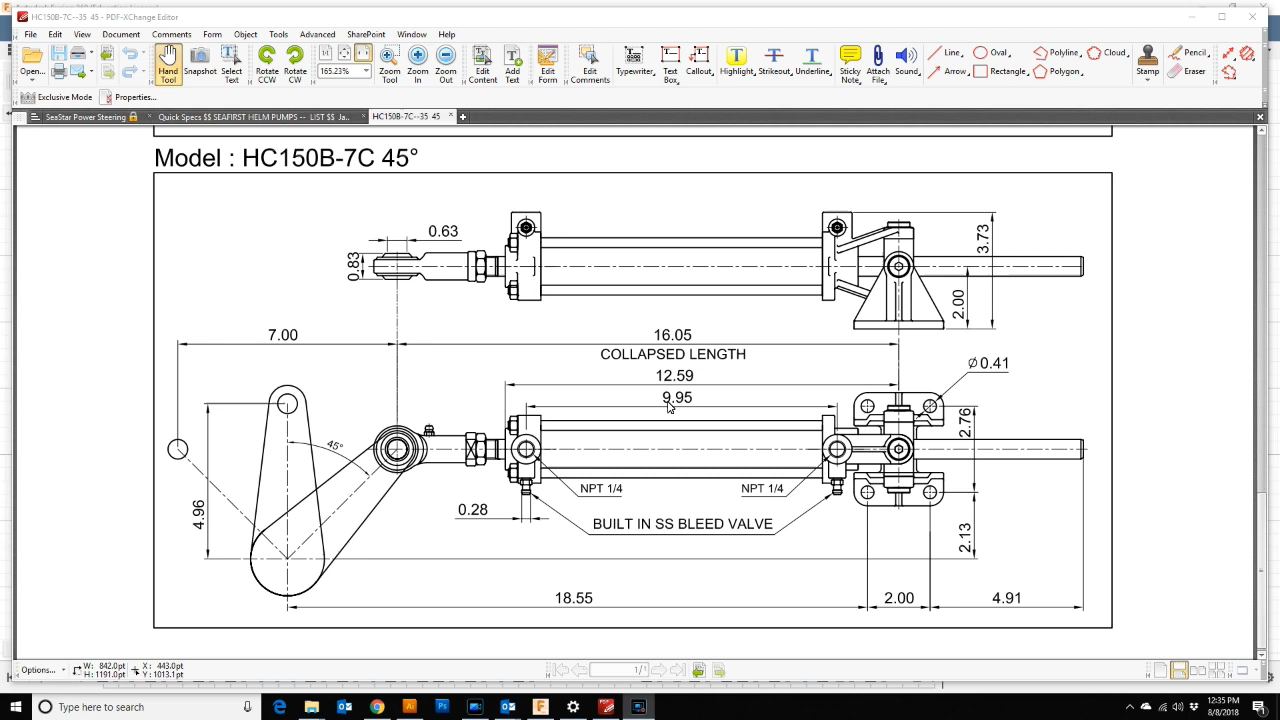 HC150B-7C--35 45 - PDF-XChange Editor
File Edit View Document Comments Form Object Tools Advanced SharePoint Window Help
Open... Hand Tool Snapshot Select Text Rotate CCW Rotate CW 165.23% Zoom Tool Zoom In Zoom Out Edit Content Add Text Edit Form Edit Comments Typewriter, Text Box, Callout, Highlight, Strikeout, Underline, Sticky Note, Attach File, Sound, Line, Oval, Polyline, Cloud, Arrow, Rectangle, Polygon, Stamp Pencil, Eraser
Exclusive Mode Properties...
SeaStar Power Steering Quick Specs $$ SEAFIRST HELM PUMPS -- LIST $$ Ja.. HC150B-7C--35 45
Model : HC150B-7C 45°
0.63
0.83
3.73
2.00
7.00
16.05
COLLAPSED LENGTH
12.59
9.95
Ø 0.41
2.76
45°
4.96
NPT 1/4 NPT 1/4
0.28
BUILT IN SS BLEED VALVE
2.13
18.55 2.00 4.91
Options... W: 842.0pt H: 1191.0pt X: 443.0pt Y: 1013.1pt 1/1
Type here to search
12:35 PM
8/8/2018